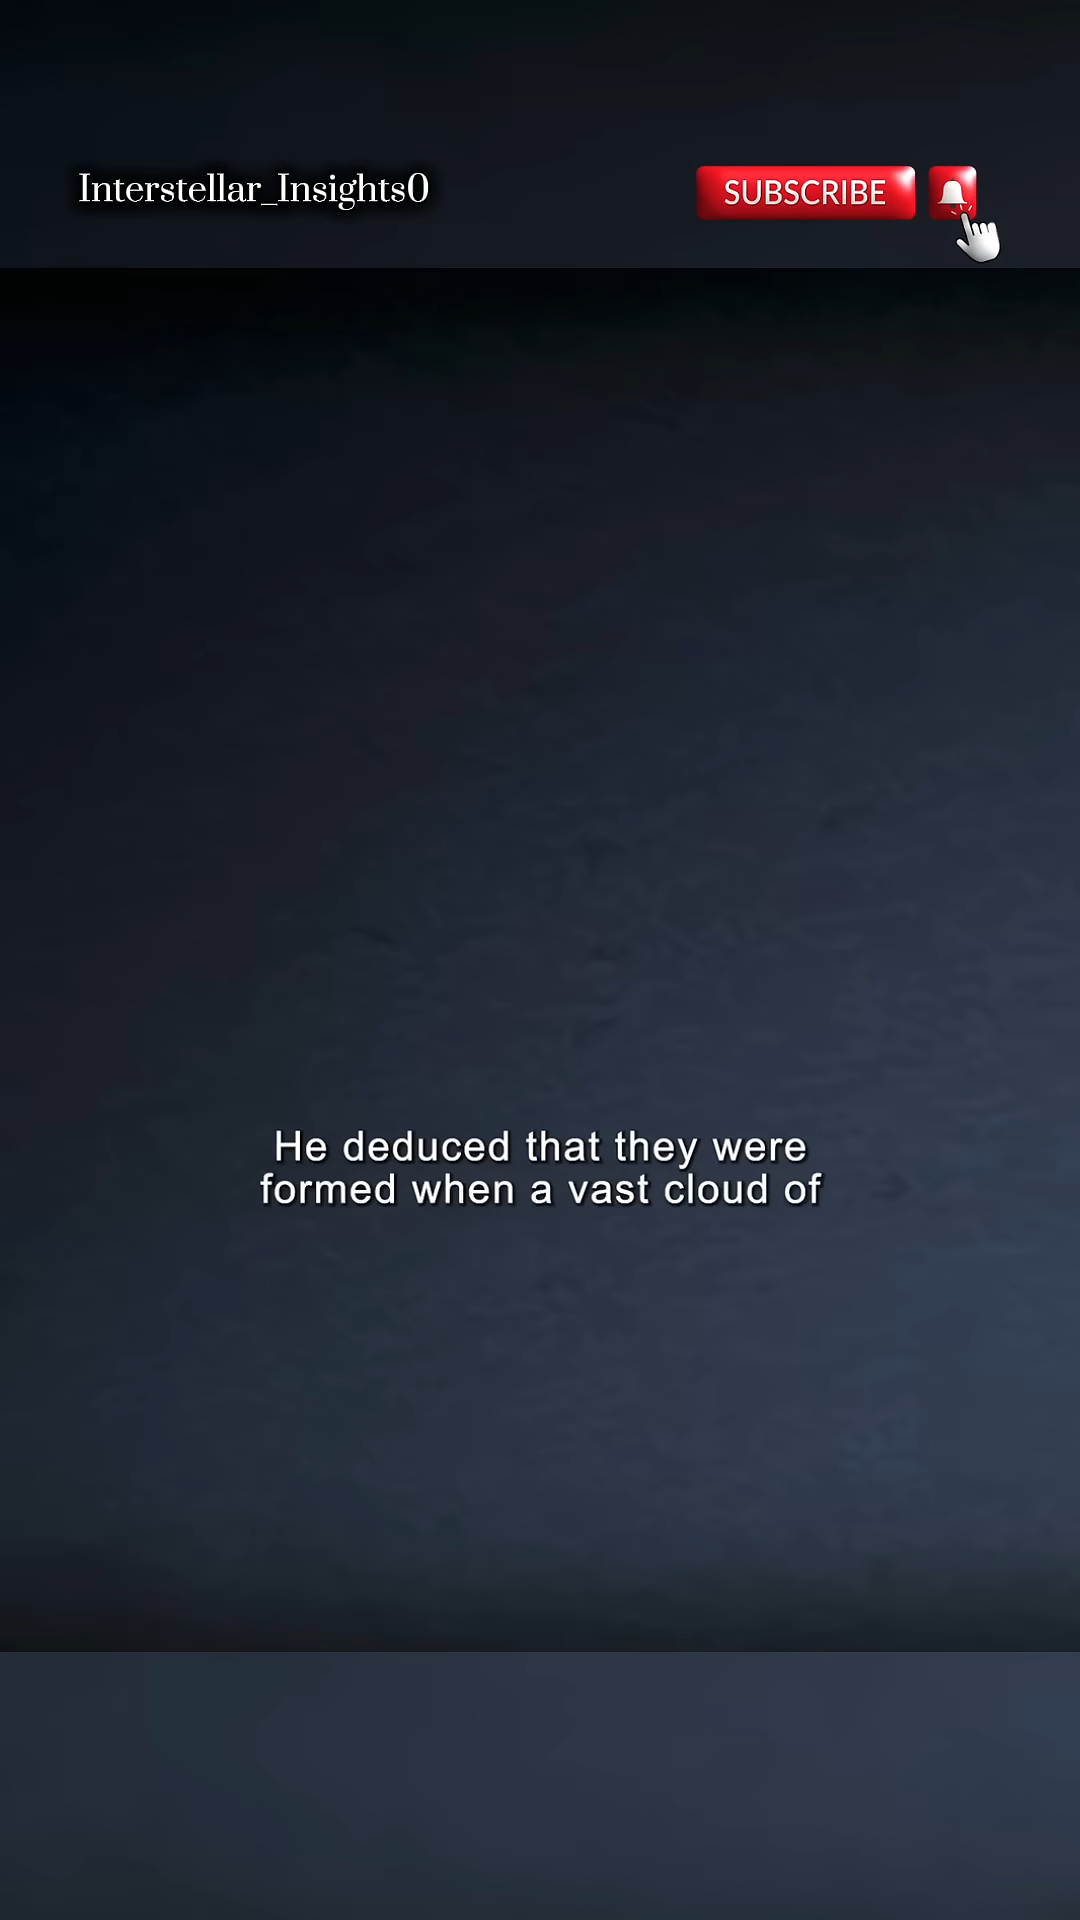 Interstellar_Insights0
SUBSCRIBE
He deduced that they were
formed when a vast cloud of